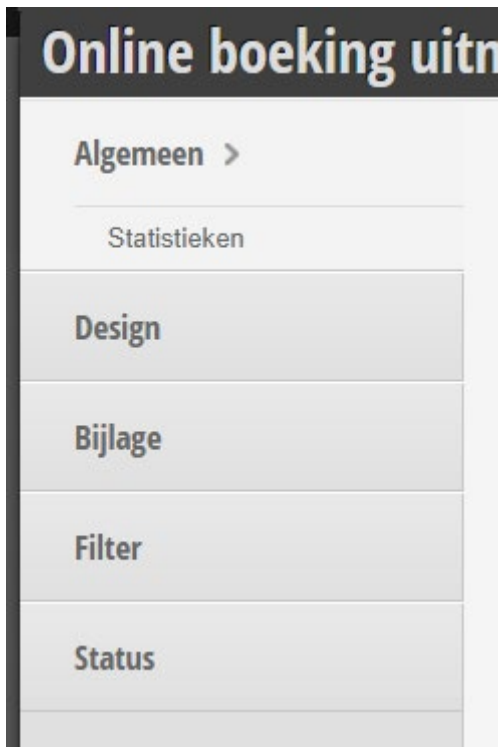 Online boeking
Algemeen
Statistieken
Design
Bijlage
Filter
Status